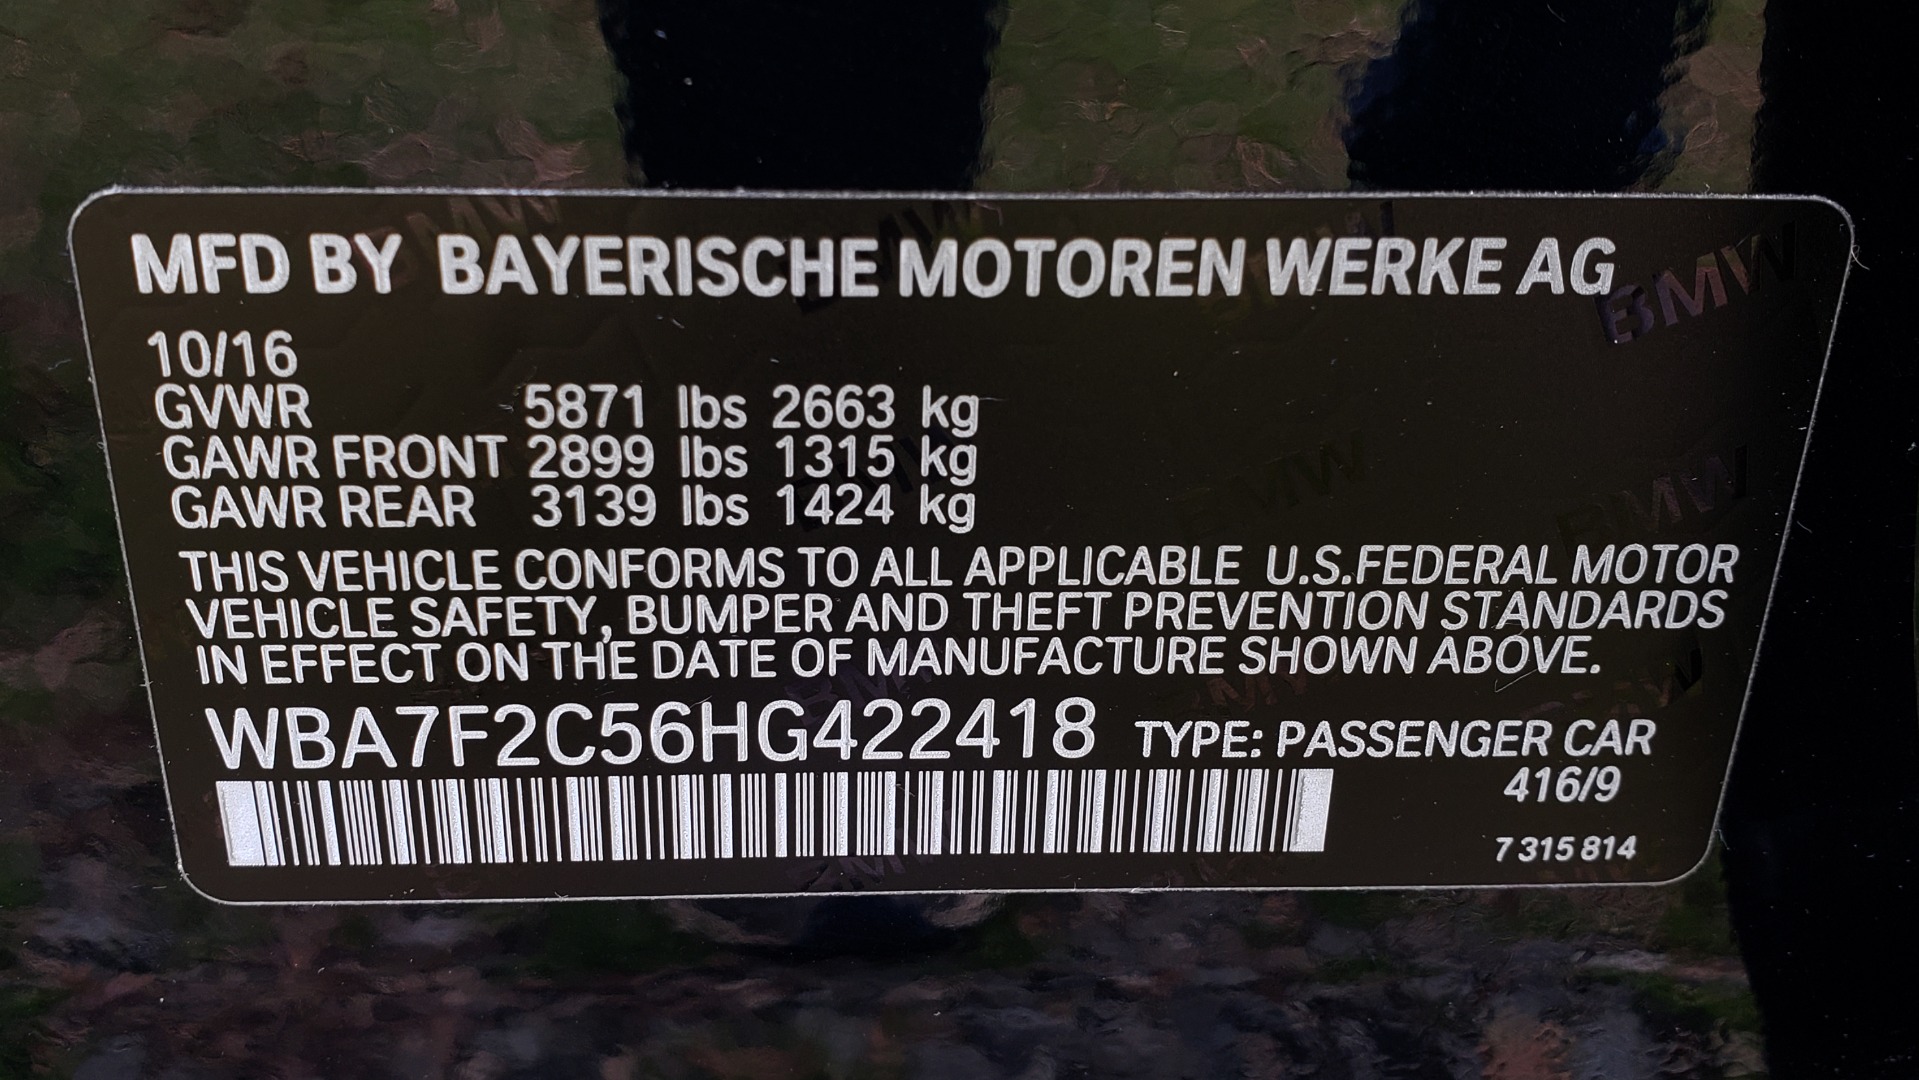 MFD BY BAYERISCHE MOTOREN WERKE AG
10/16
GVWR 5871 lbs 2663 kg
GAWR FRONT 2899 lbs 1315 kg
GAWR REAR 3139 lbs 1424 kg
THIS VEHICLE CONFORMS TO ALL APPLICABLE U.S.FEDERAL MOTOR
VEHICLE SAFETY, BUMPER AND THEFT PREVENTION STANDARDS
IN EFFECT ON THE DATE OF MANUFACTURE SHOWN ABOVE.
WBA7F2C56HG422418 TYPE: PASSENGER CAR
416/9
7 315 814